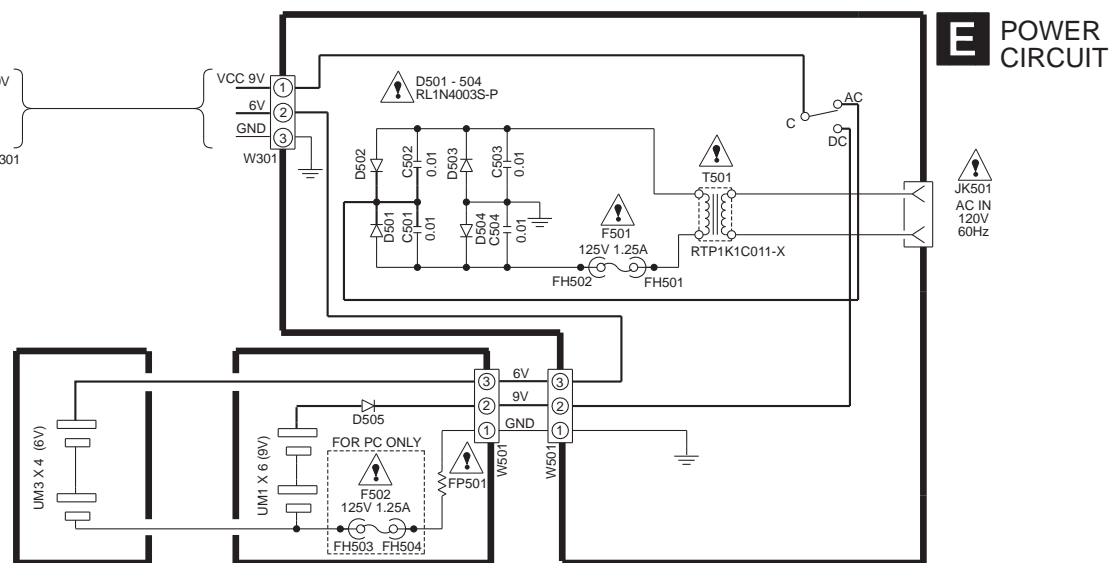 E POWER
CIRCUIT
VCC 9V
6V
GND
1
2
3
W301
301
D501 - 504
RL1N4003S-P
D502
C502
0.01
D503
C503
0.01
D501
C501
0.01
D504
C504
0.01
F501
125V 1.25A
FH502
FH501
T501
RTP1K1C011-X
C
AC
DC
JK501
AC IN
120V
60Hz
UM3 X 4 (6V)
UM1 X 6 (9V)
D505
FOR PC ONLY
F502
125V 1.25A
FH503
FH504
FP501
3
2
1
W501
6V
9V
GND
3
2
1
W501